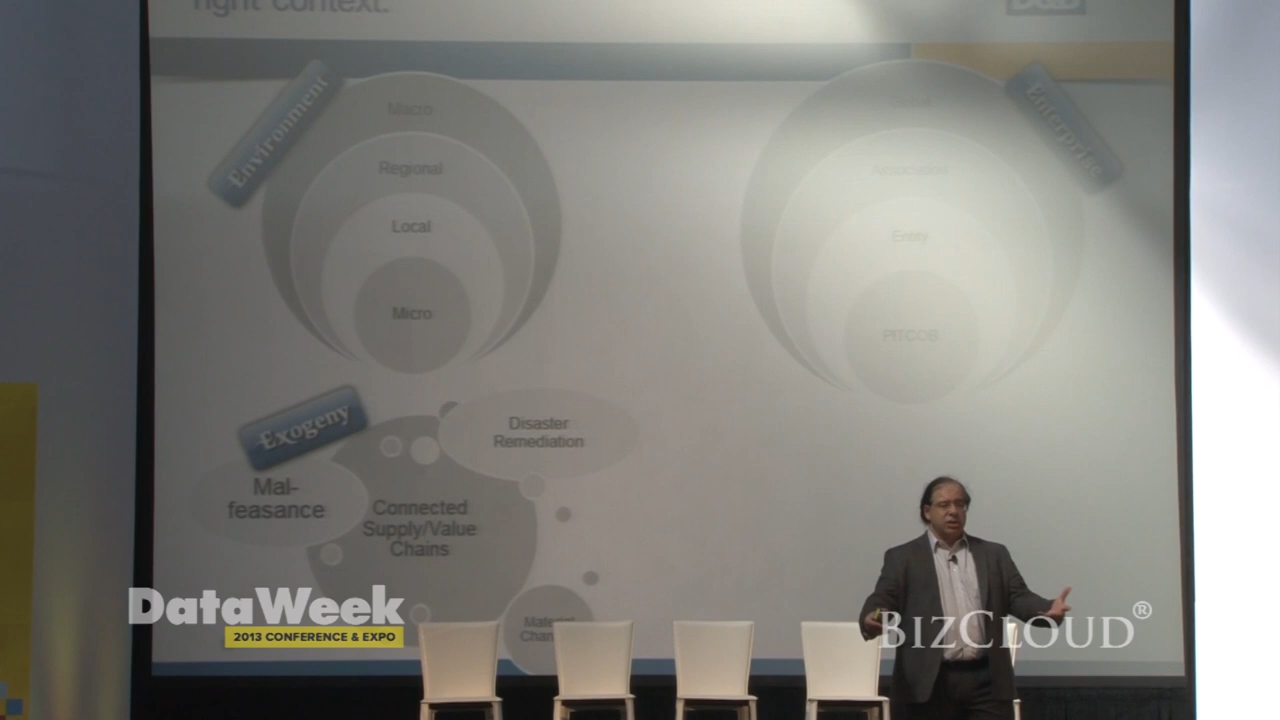 right context.
D&B
Environment
Macro
Regional
Local
Micro
Enterprise
Entity
Exogeny
Disaster
Remediation
Mal-
feasance
Connected
Supply/Value
Chains
DataWeek
2013 CONFERENCE & EXPO
BIZCLOUD®